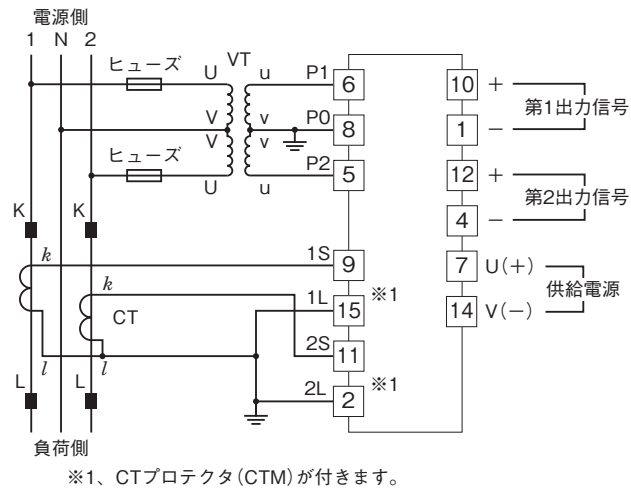 電源側
1 N 2
ヒューズ
VT
U u P1 6
10 +
第1出力信号
V v P0 8
1 −
V v
12 +
第2出力信号
ヒューズ
U u P2 5
4 −
K K
k 1S 9
7 U(+)
供給電源
k 1L 15 ※1
14 V(−)
CT
2S 11
l l
L L
2L 2 ※1
負荷側
※1、CTプロテクタ(CTM)が付きます。